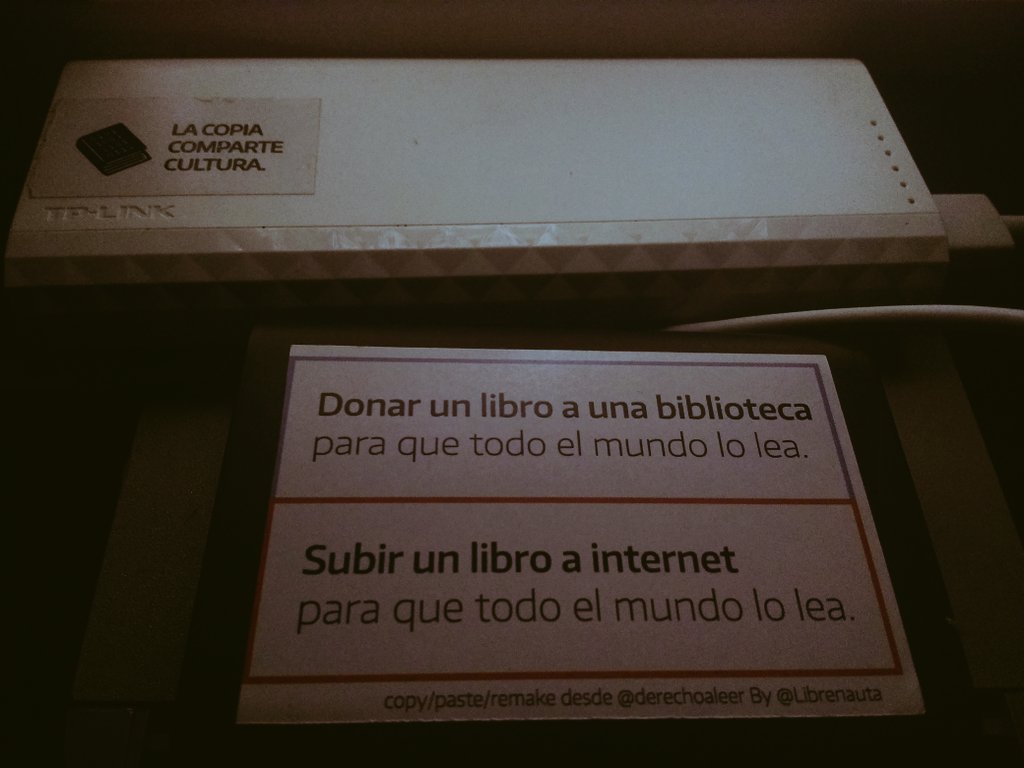 LA COPIA
COMPARTE
CULTURA.
TP-LINK
Donar un libro a una biblioteca
para que todo el mundo lo lea.
Subir un libro a internet
para que todo el mundo lo lea.
copy/paste/remake desde @derechoaleer By @Librenauta